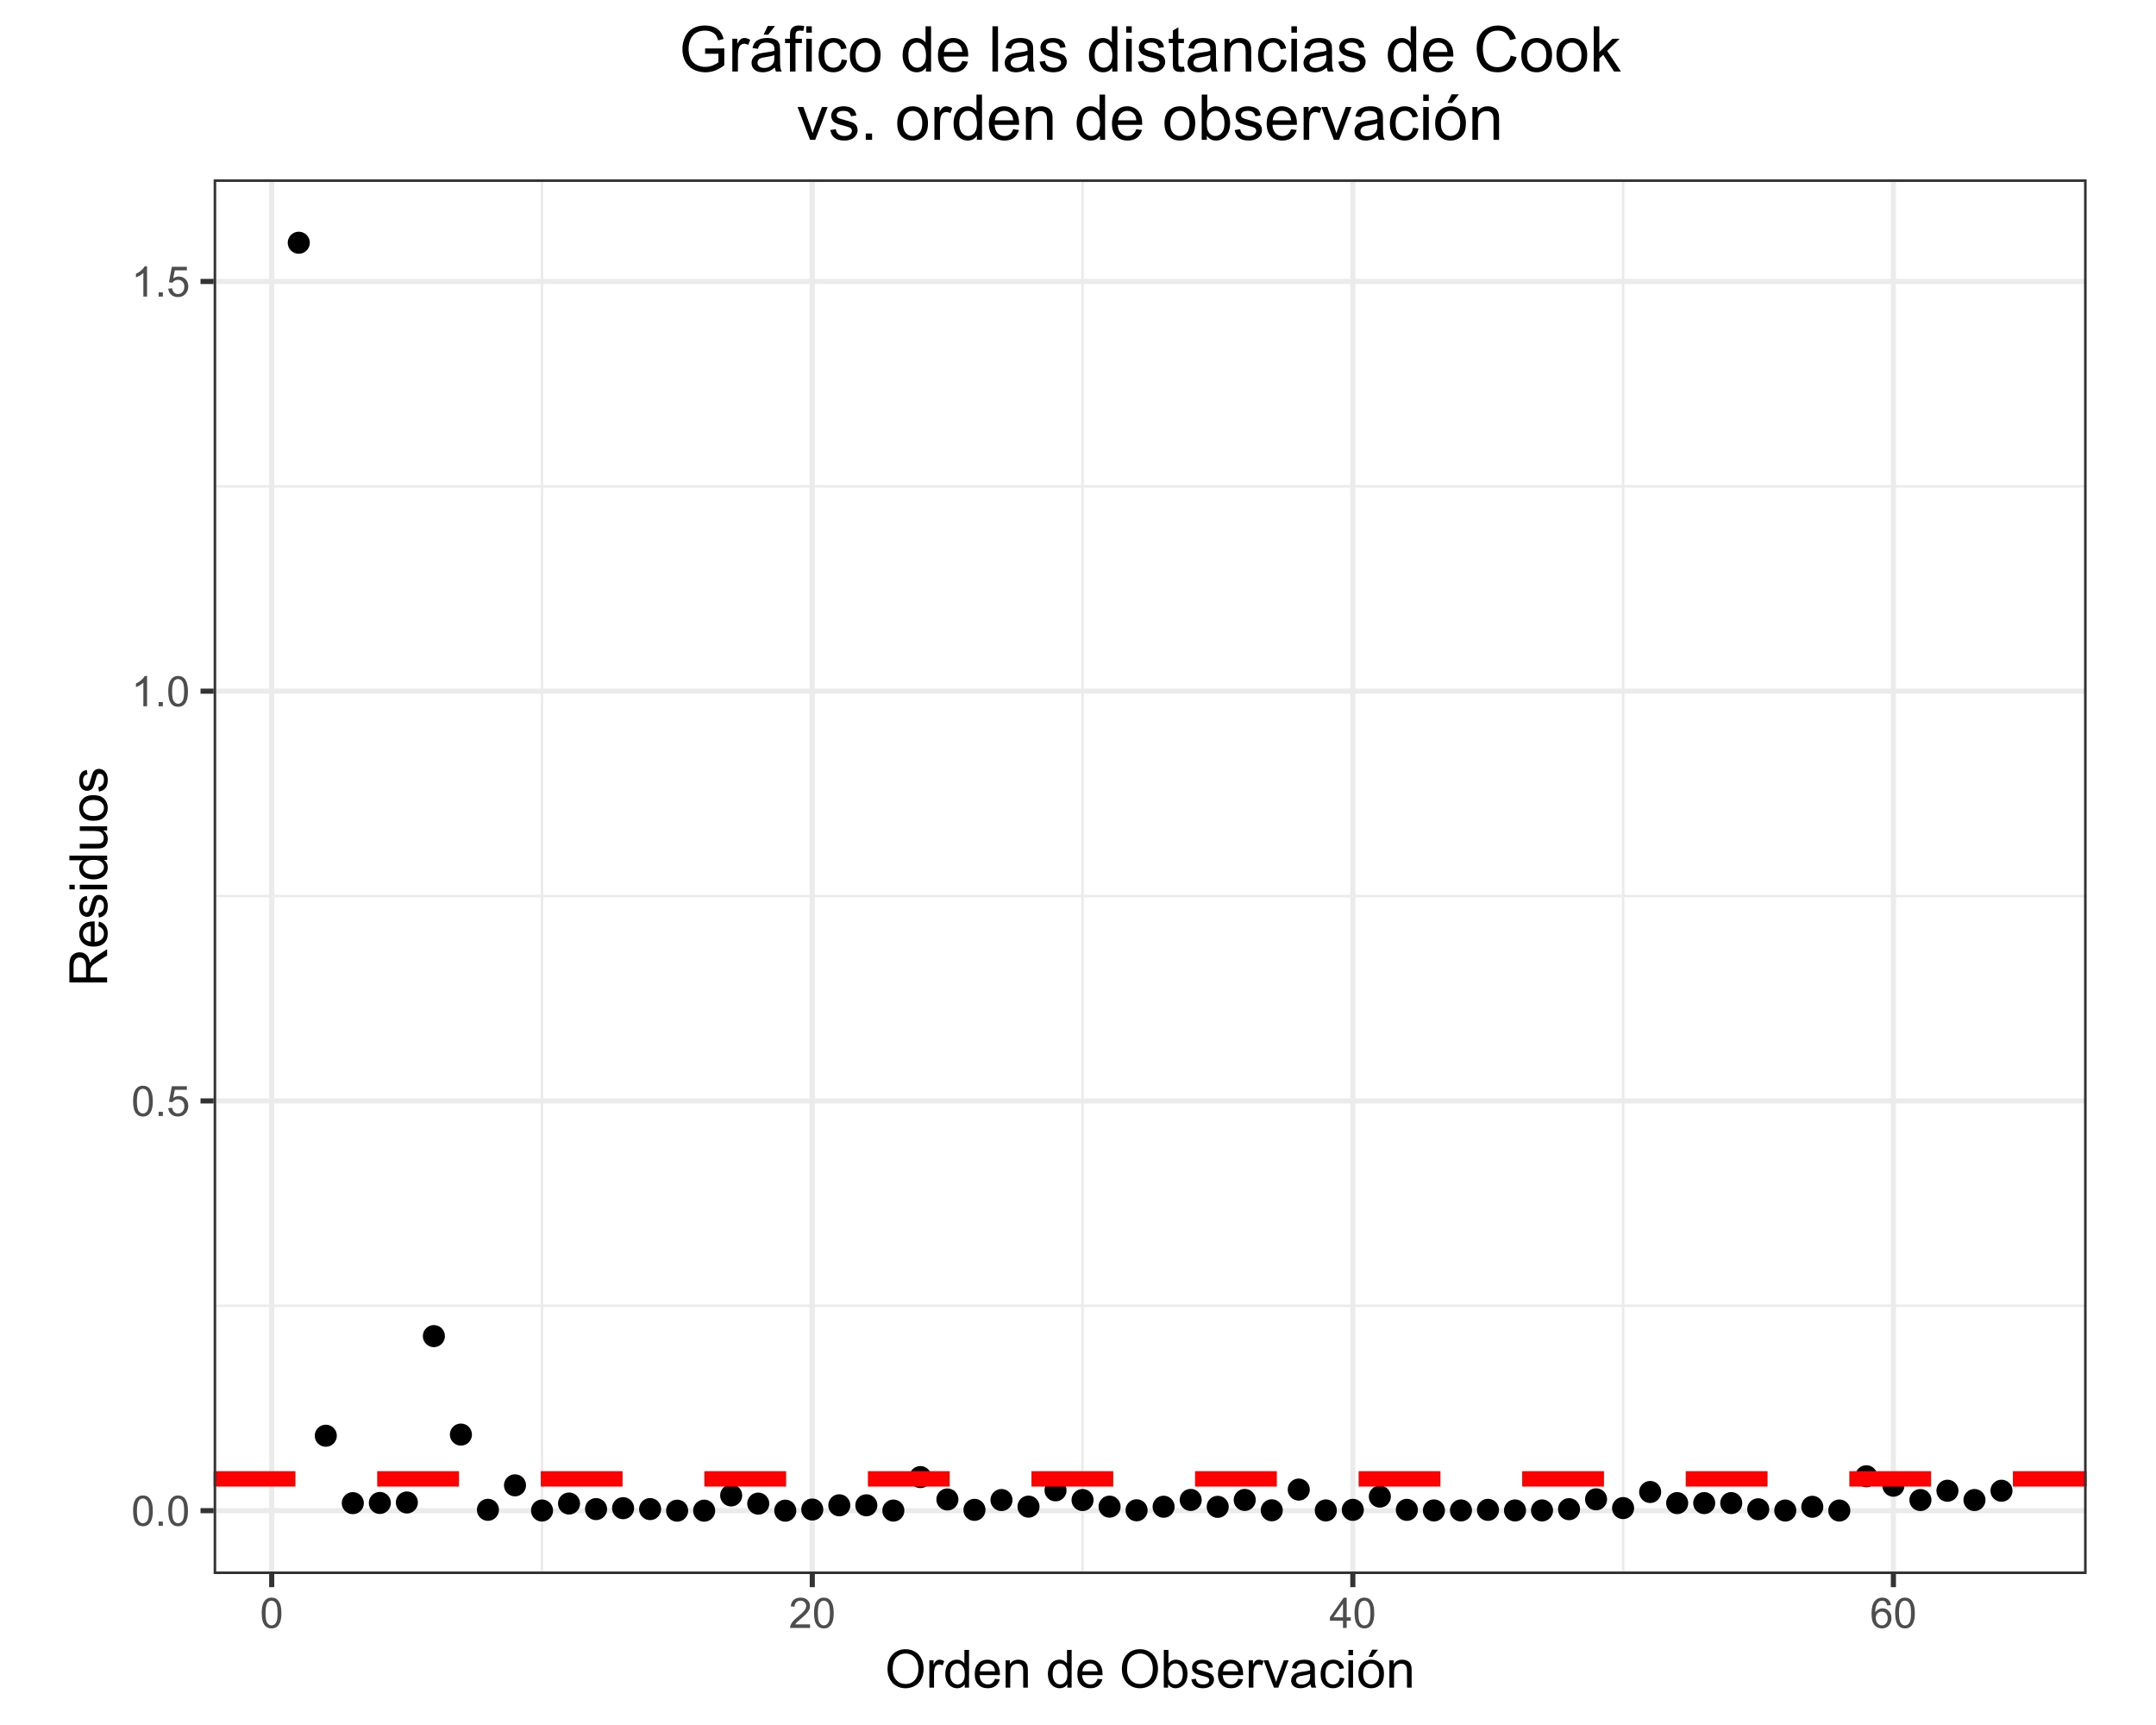 Gráfico de las distancias de Cook
vs. orden de observación
Residuos
1.5
1.0
0.5
0.0
0 20 40 60
Orden de Observación